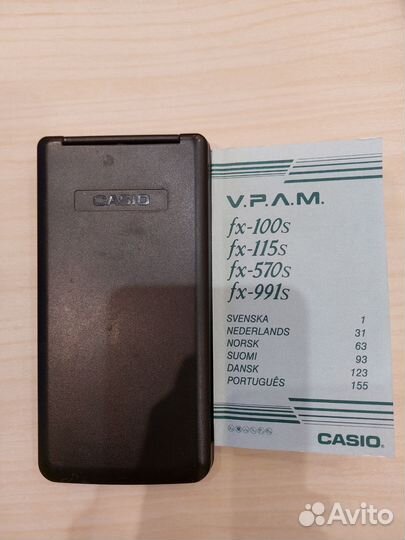 CASIO
V.P.A.M.
fx-100s
fx-115s
fx-570s
fx-991s
SVENSKA 1
NEDERLANDS 31
NORSK 63
SUOMI 93
DANSK 123
PORTUGUÊS 155
CASIO®
Avito